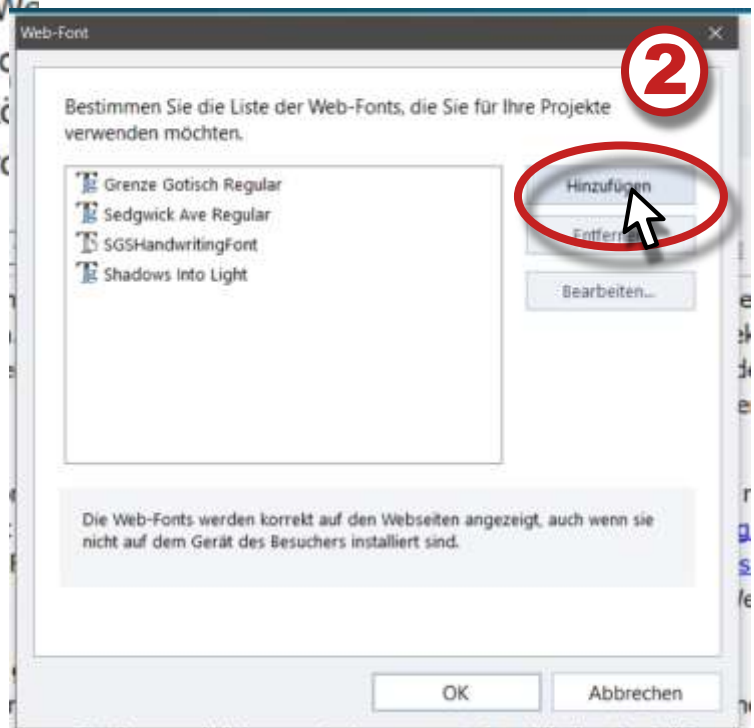 Web-Font
2
Bestimmen Sie die Liste der Web-Fonts, die Sie für Ihre Projekte
verwenden möchten.
Grenze Gotisch Regular
Sedgwick Ave Regular
SGSHandwritingFont
Shadows Into Light
Hinzufügen
Bearbeiten...
Die Web-Fonts werden korrekt auf den Webseiten angezeigt, auch wenn sie
nicht auf dem Gerät des Besuchers installiert sind.
OK
Abbrechen